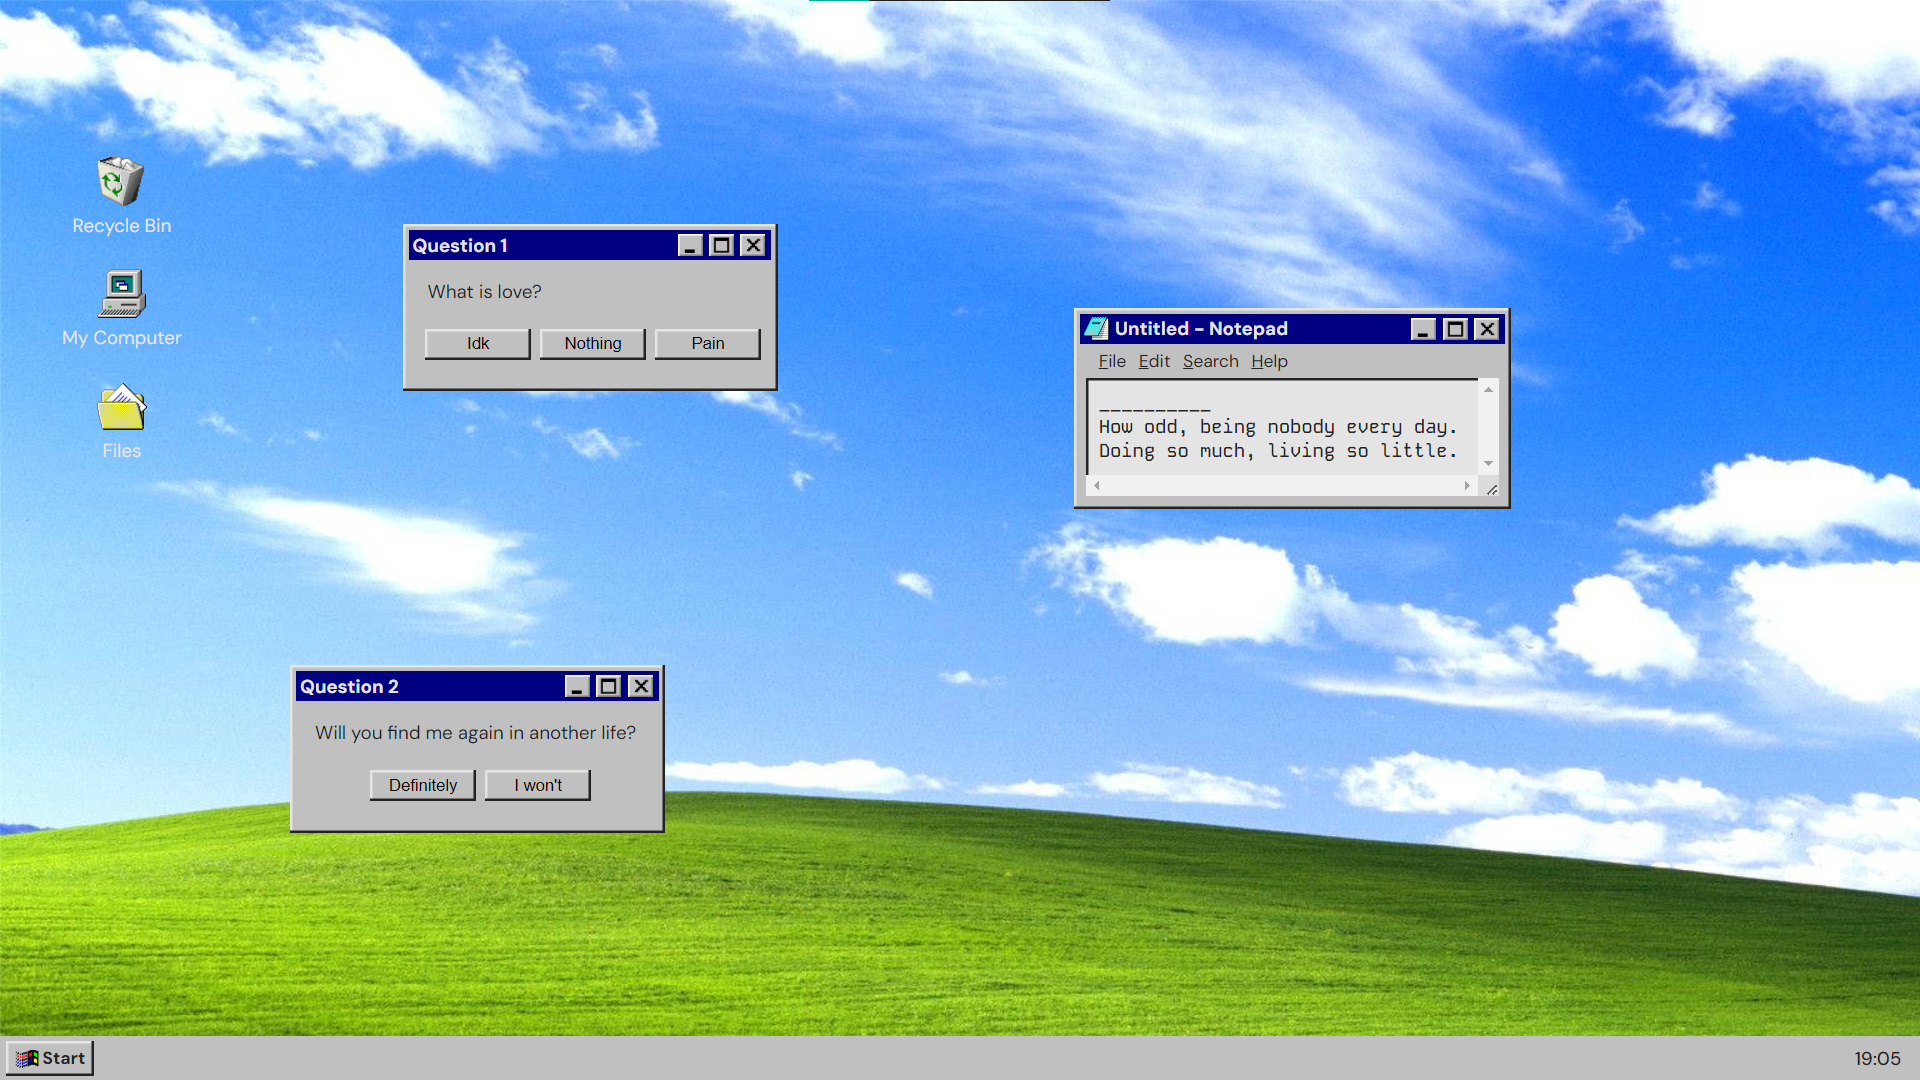 Recycle Bin
My Computer
Files
Question 1
What is love?
Idk Nothing Pain
Untitled – Notepad
File Edit Search Help
__________
How odd, being nobody every day.
Doing so much, living so little.
Question 2
Will you find me again in another life?
Definitely I won't
Start
19:05